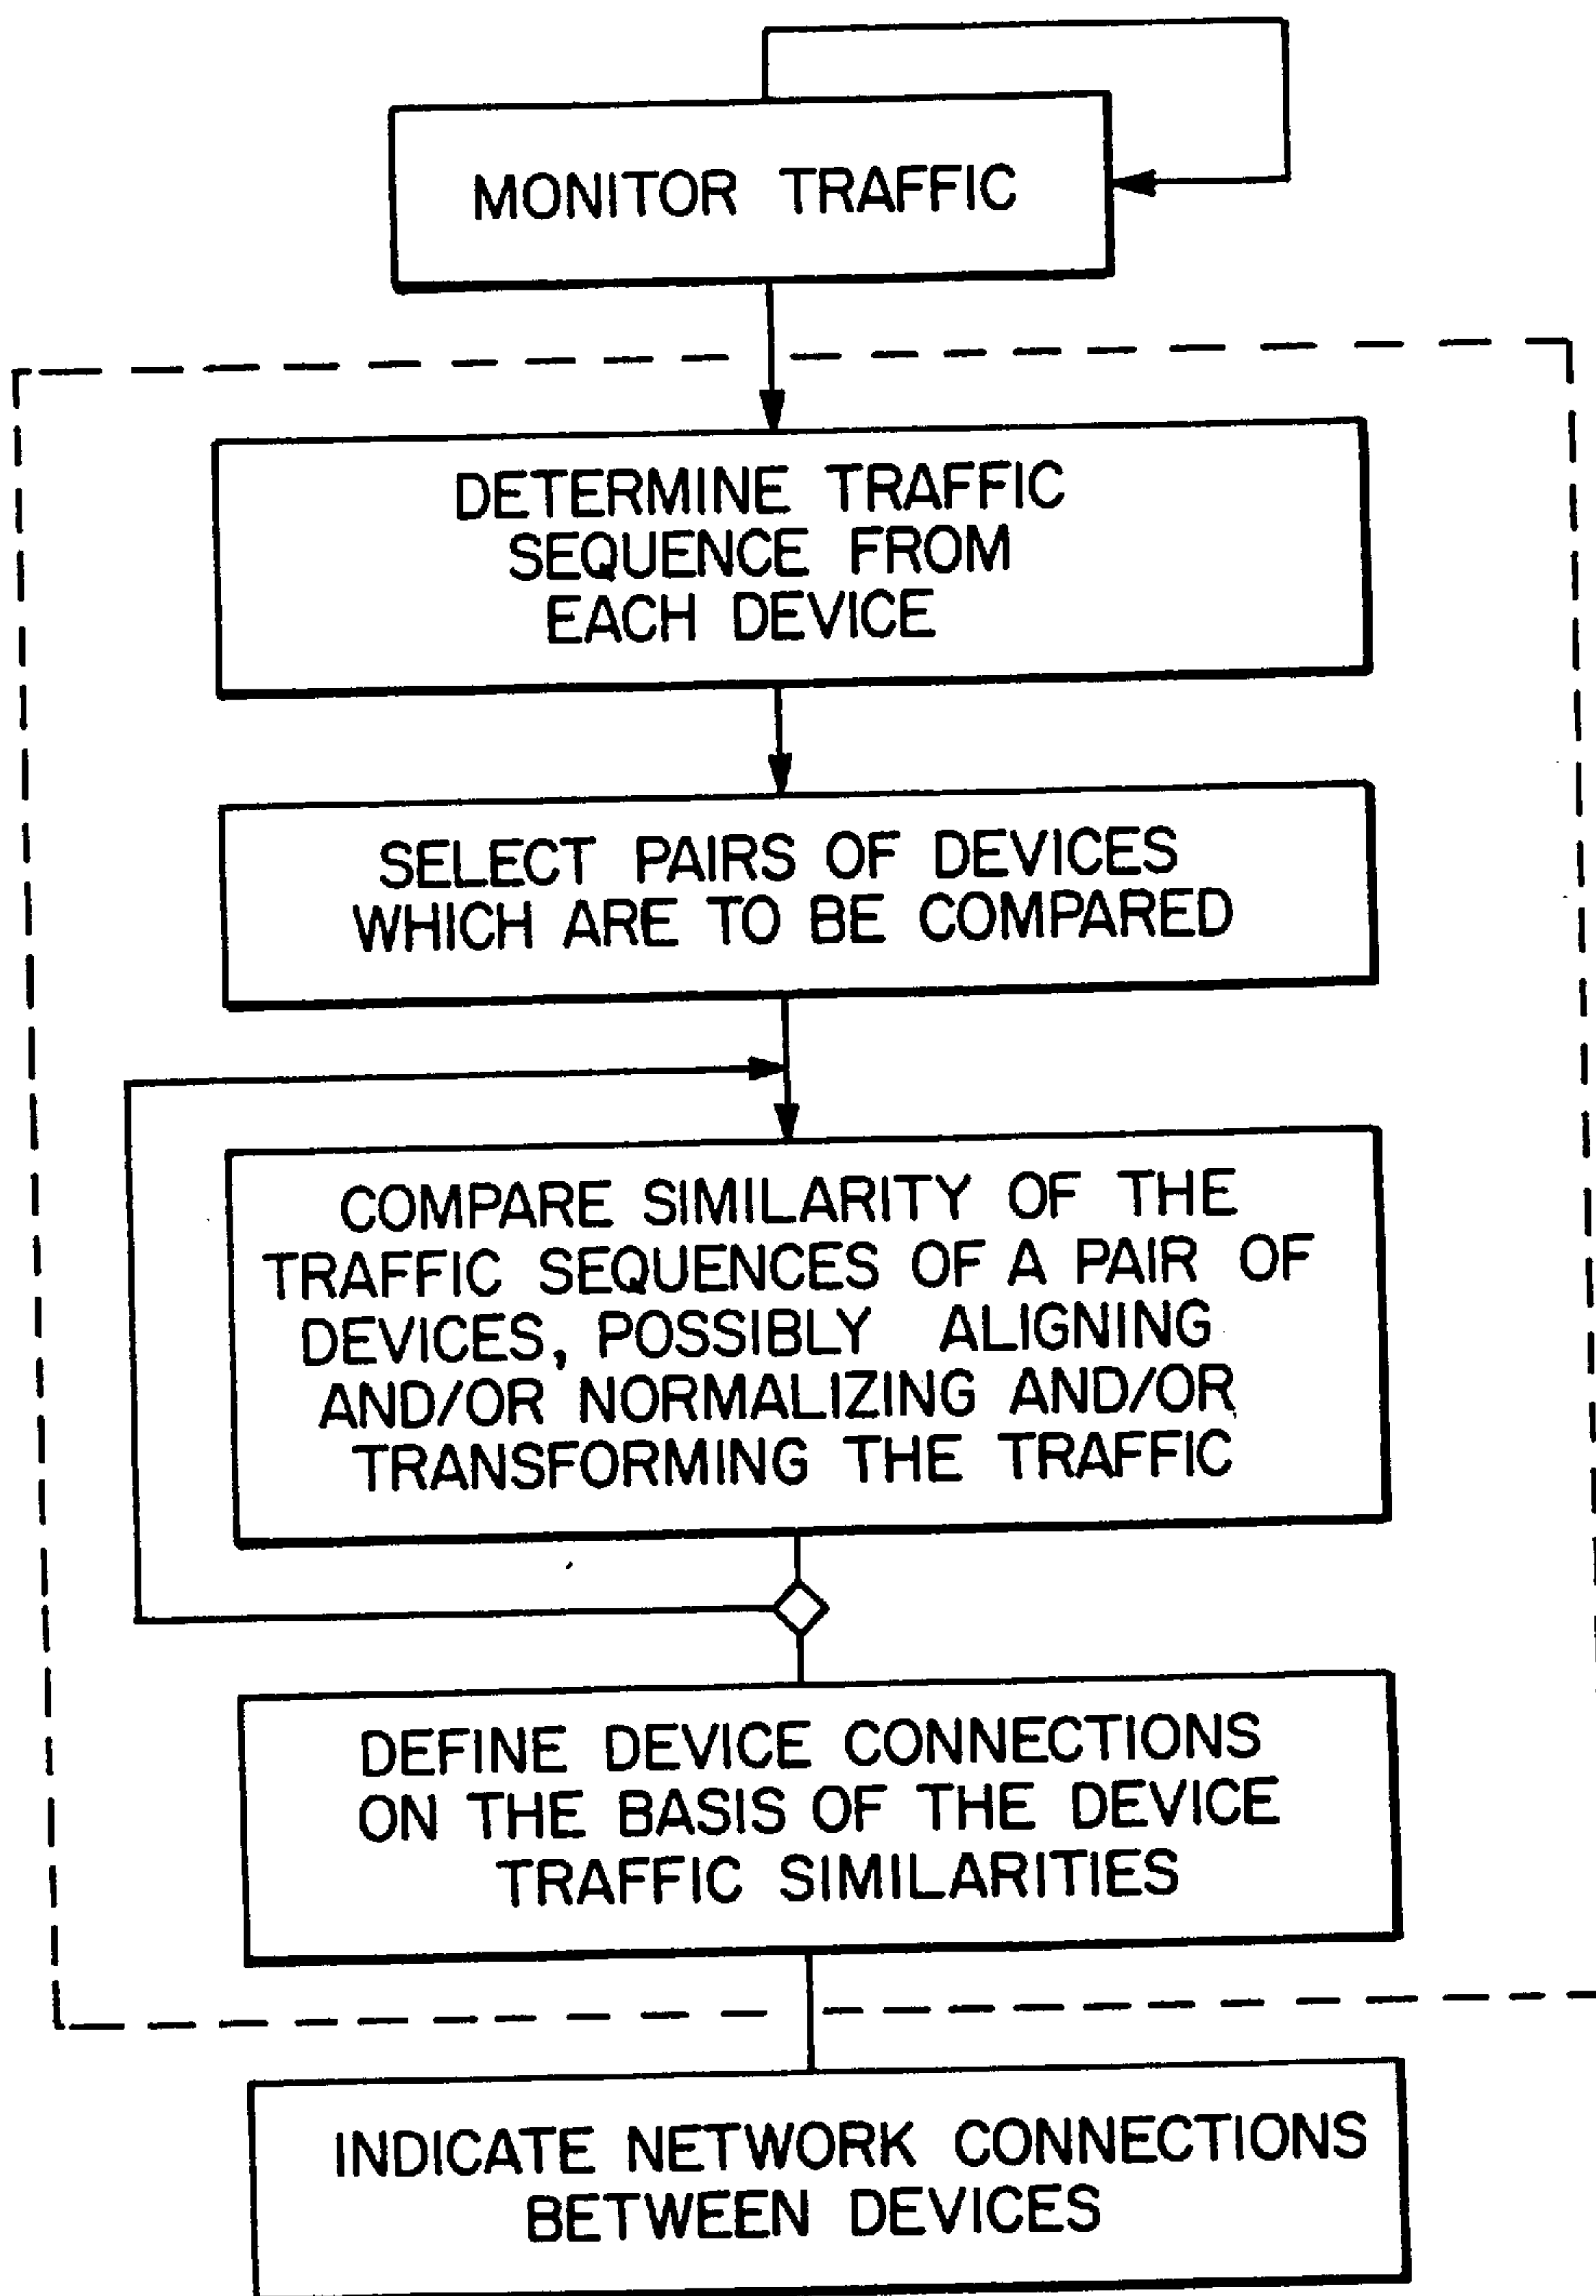 MONITOR TRAFFIC
DETERMINE TRAFFIC
SEQUENCE FROM
EACH DEVICE
SELECT PAIRS OF DEVICES
WHICH ARE TO BE COMPARED
COMPARE SIMILARITY OF THE
TRAFFIC SEQUENCES OF A PAIR OF
DEVICES, POSSIBLY ALIGNING
AND/OR NORMALIZING AND/OR
TRANSFORMING THE TRAFFIC
DEFINE DEVICE CONNECTIONS
ON THE BASIS OF THE DEVICE
TRAFFIC SIMILARITIES
INDICATE NETWORK CONNECTIONS
BETWEEN DEVICES